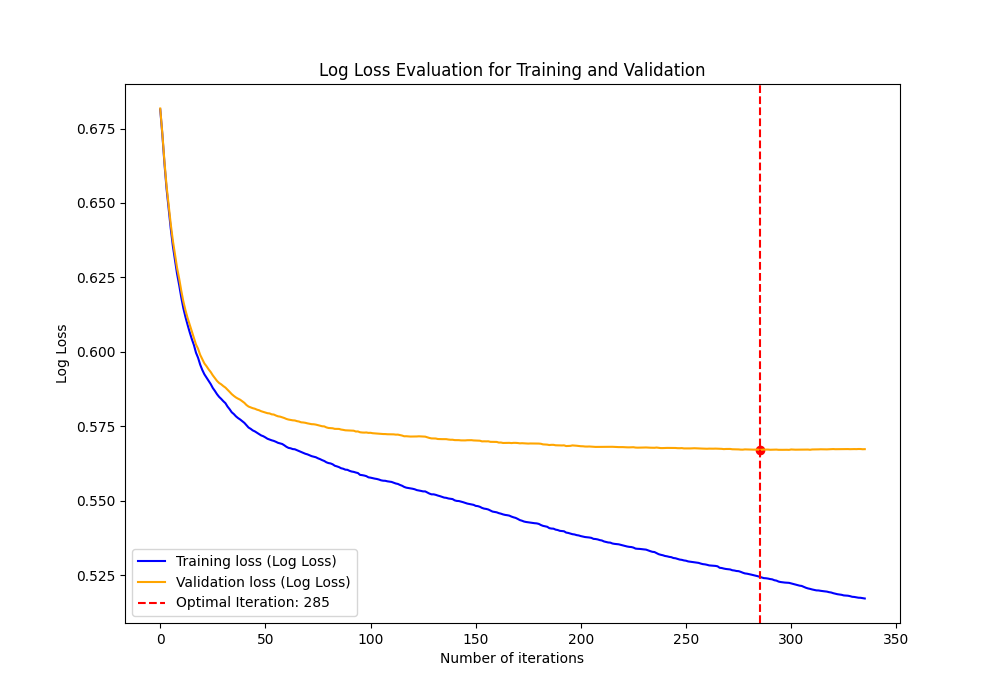 Log Loss Evaluation for Training and Validation
0.675
0.650
0.625
0.600
0.575
0.550
0.525
Log Loss
Training loss (Log Loss)
Validation loss (Log Loss)
Optimal Iteration: 285
0 50 100 150 200 250 300 350
Number of iterations